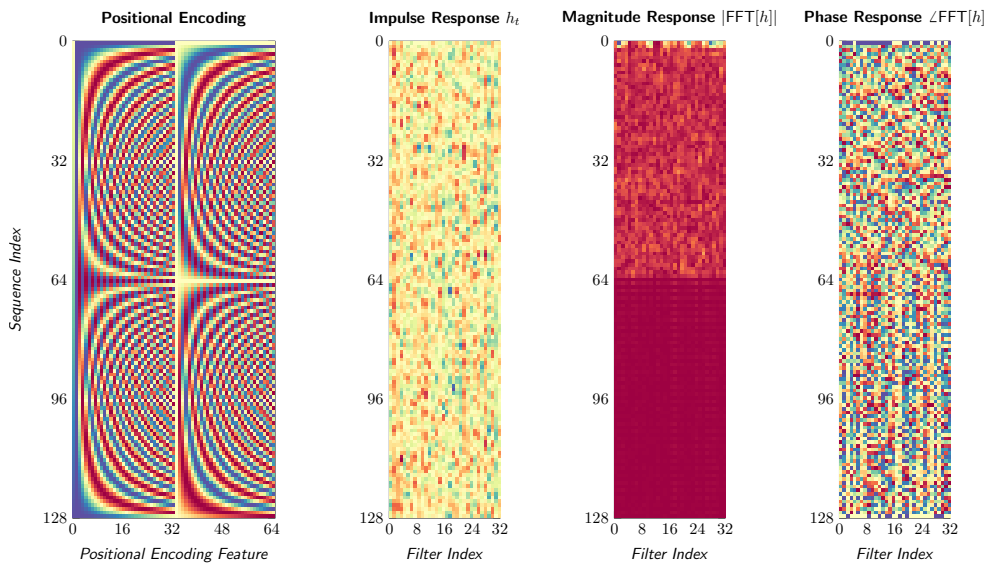 Positional Encoding
Impulse Response h_t
Magnitude Response |FFT[h]|
Phase Response ∠FFT[h]
Sequence Index
0
32
64
96
128
0 16 32 48 64
Positional Encoding Feature
0
32
64
96
128
0 8 16 24 32
Filter Index
0
32
64
96
128
0 8 16 24 32
Filter Index
0
32
64
96
128
0 8 16 24 32
Filter Index